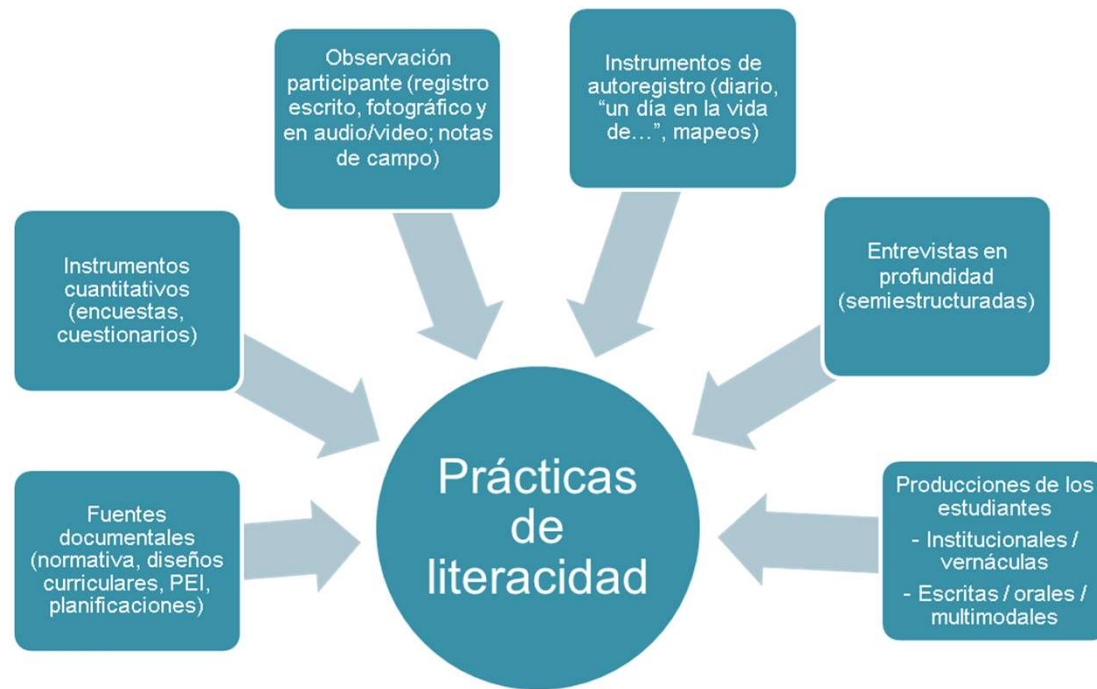 Observación
participante (registro
escrito, fotográfico y
en audio/video; notas
de campo)
Instrumentos de
autoregistro (diario,
“un día en la vida
de…”, mapeos)
Instrumentos
cuantitativos
(encuestas,
cuestionarios)
Entrevistas en
profundidad
(semiestructuradas)
Fuentes
documentales
(normativa, diseños
curriculares, PEI,
planificaciones)
Prácticas
de
literacidad
Producciones de los
estudiantes
- Institucionales /
vernáculas
- Escritas / orales /
multimodales